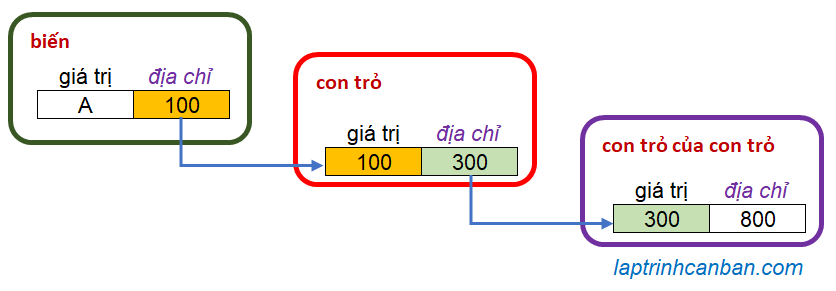 biến
giá trị địa chỉ
A 100
con trỏ
giá trị địa chỉ
100 300
con trỏ của con trỏ
giá trị địa chỉ
300 800
laptrinhcanban.com